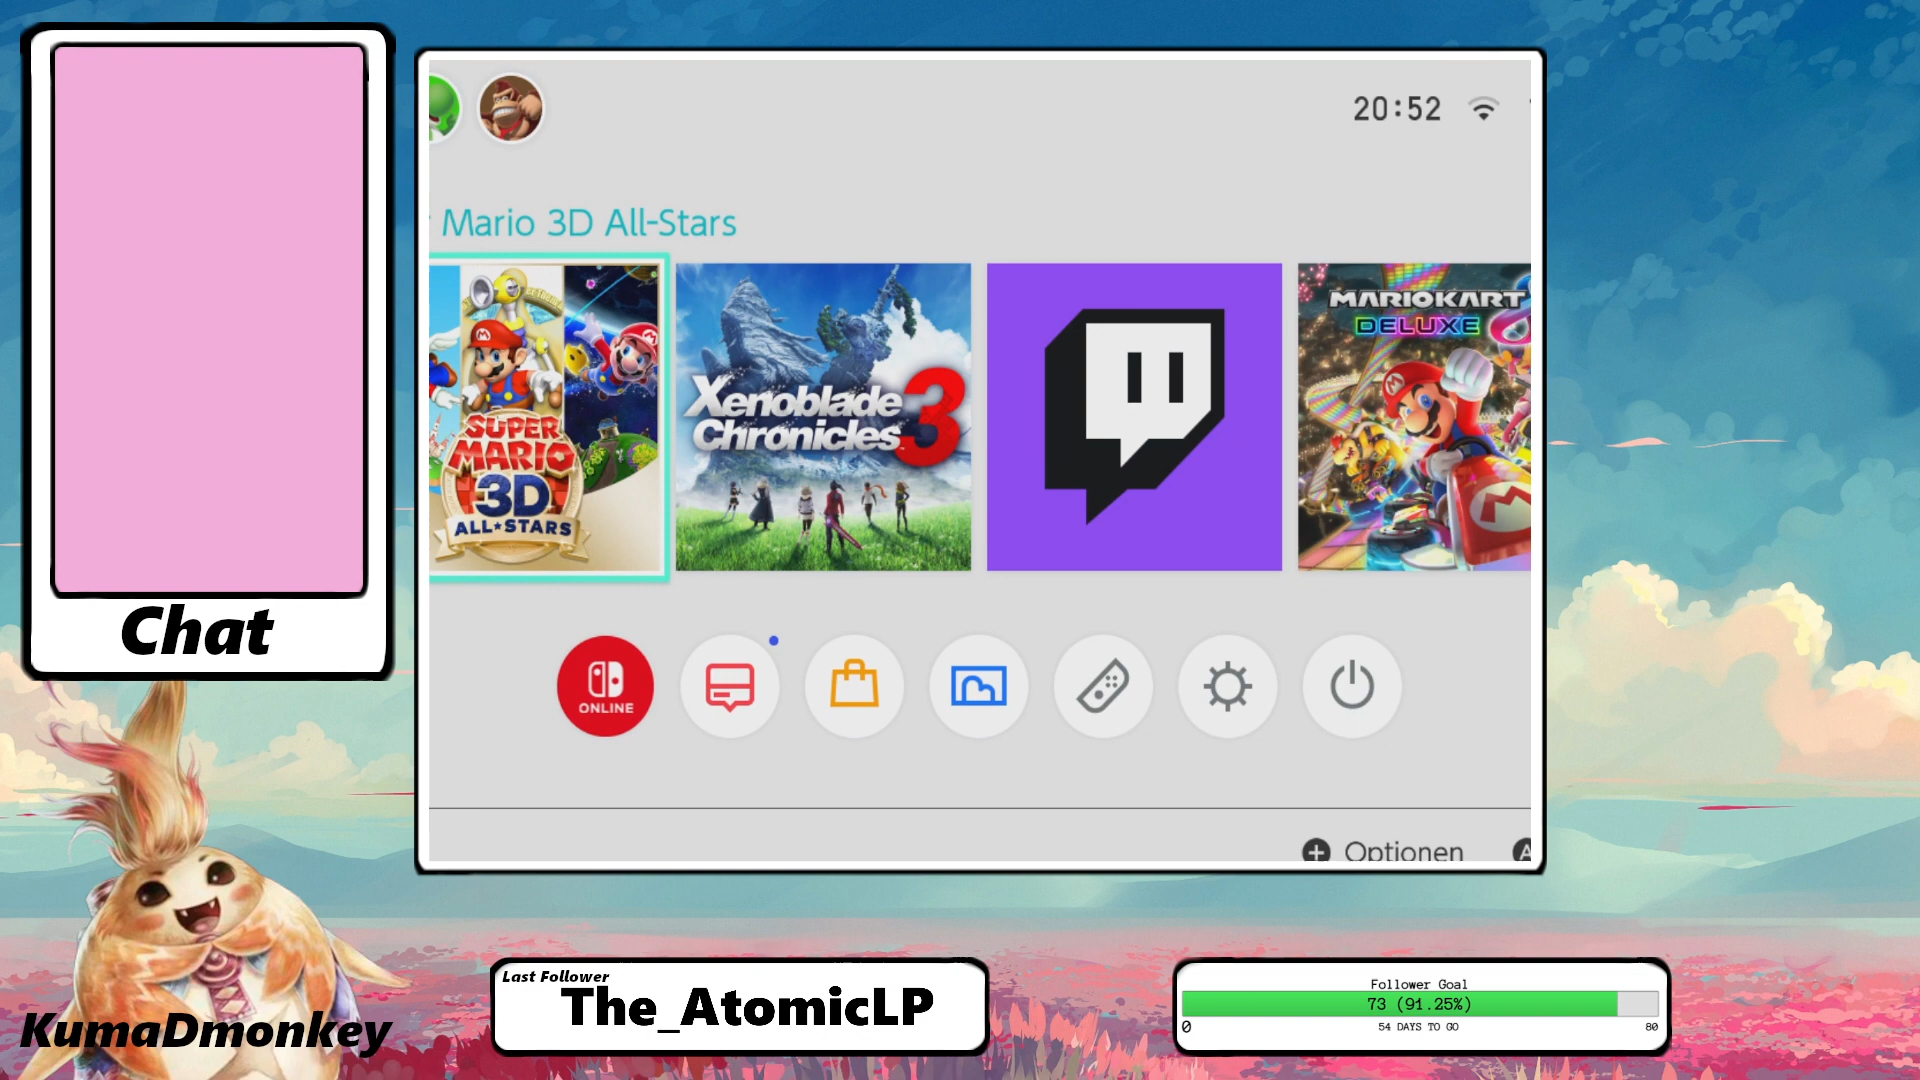 20:52
Mario 3D All-Stars
SUPER
MARIO
3D
ALL★STARS
Xenoblade
Chronicles 3
MARIOKART
DELUXE 8
ONLINE
Optionen
A
Chat
KumaDmonkey
Last Follower
The_AtomicLP
Follower Goal
73 (91.25%)
0
54 DAYS TO GO
80